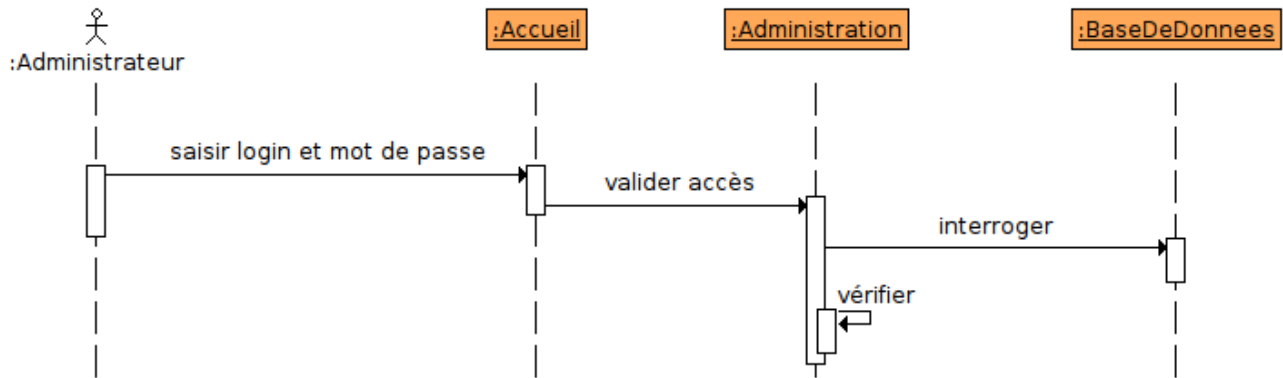 :Administrateur
:Accueil
:Administration
:BaseDeDonnees
saisir login et mot de passe
valider accès
interroger
vérifier